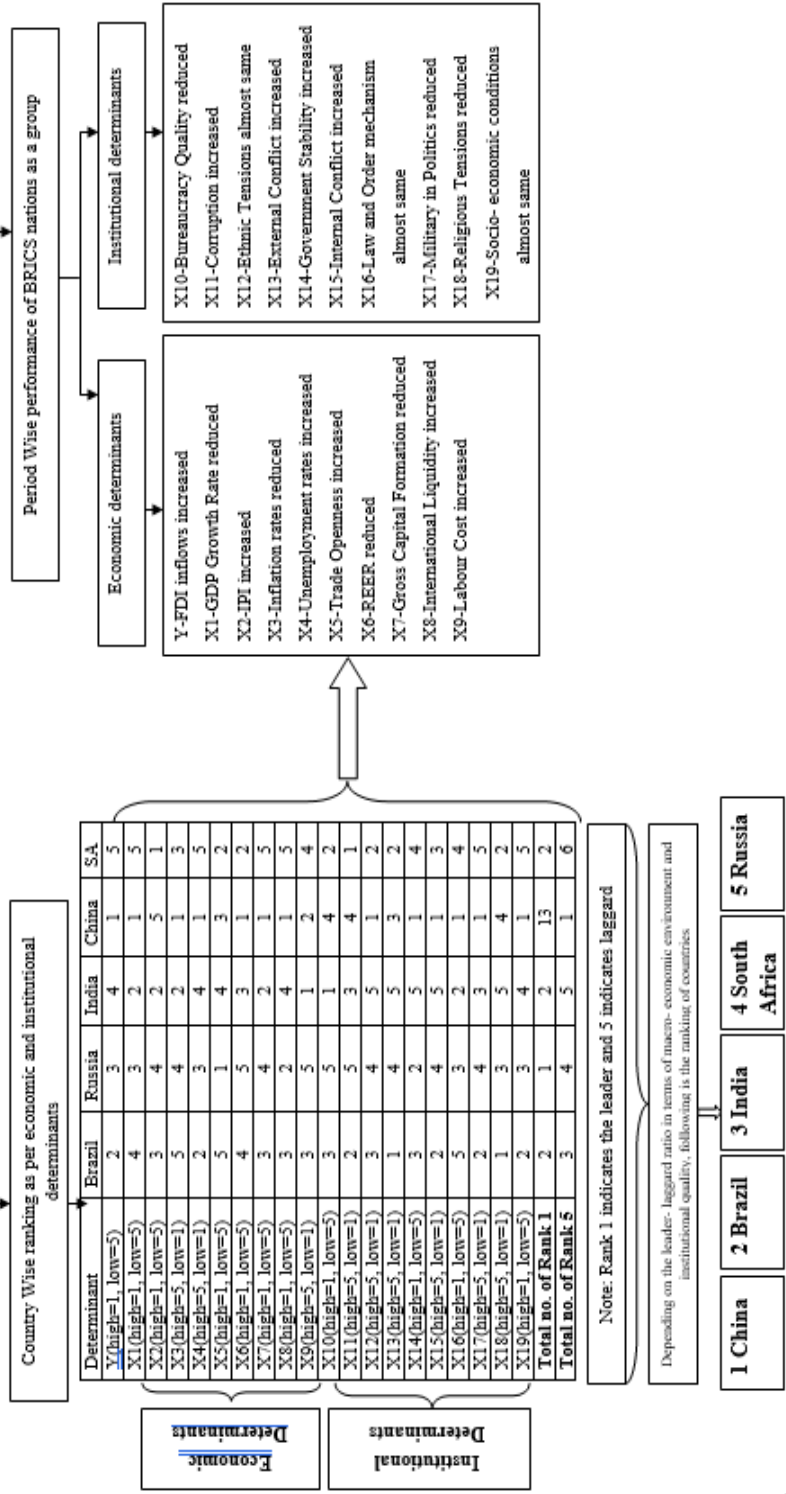 Country Wise ranking as per economic and institutional
determinants
Economic
Determinants
Institutional
Determinants
Determinant Brazil Russia India China SA
Y(high=1, low=5) 2 3 4 1 5
X1(high=1, low=5) 4 3 2 1 5
X2(high=1, low=5) 3 4 2 5 1
X3(high=5, low=1) 5 4 2 1 3
X4(high=5, low=1) 2 3 4 1 5
X5(high=1, low=5) 5 1 4 3 2
X6(high=1, low=5) 4 5 3 1 2
X7(high=1, low=5) 3 4 2 1 5
X8(high=1, low=5) 3 2 4 1 5
X9(high=5, low=1) 3 5 1 2 4
X10(high=1, low=5) 3 5 1 4 2
X11(high=5, low=1) 2 5 3 4 1
X12(high=5, low=1) 3 4 5 1 2
X13(high=5, low=1) 1 4 5 3 2
X14(high=1, low=5) 3 2 5 1 4
X15(high=5, low=1) 2 4 5 1 3
X16(high=1, low=5) 5 3 2 1 4
X17(high=5, low=1) 2 4 3 1 5
X18(high=5, low=1) 1 3 5 4 2
X19(high=1, low=5) 2 3 4 1 5
Total no. of Rank 1 2 1 2 13 2
Total no. of Rank 5 3 4 5 1 6
Note: Rank 1 indicates the leader and 5 indicates laggard
Depending on the leader- laggard ratio in terms of macro- economic environment and
institutional quality, following is the ranking of countries
1 China
2 Brazil
3 India
4 South
Africa
5 Russia
Period Wise performance of BRICS nations as a group
Economic determinants
Y-FDI inflows increased
X1-GDP Growth Rate reduced
X2-IPI increased
X3-Inflation rates reduced
X4-Unemployment rates increased
X5-Trade Openness increased
X6-REER reduced
X7-Gross Capital Formation reduced
X8-International Liquidity increased
X9-Labour Cost increased
Institutional determinants
X10-Bureaucracy Quality reduced
X11-Corruption increased
X12-Ethnic Tensions almost same
X13-External Conflict increased
X14-Government Stability increased
X15-Internal Conflict increased
X16-Law and Order mechanism
almost same
X17-Military in Politics reduced
X18-Religious Tensions reduced
X19-Socio- economic conditions
almost same